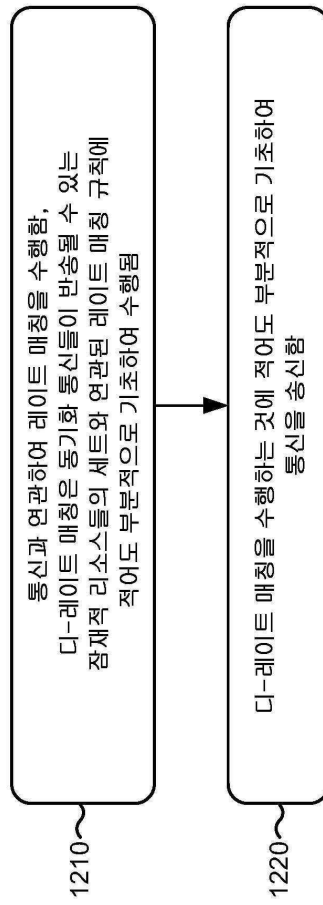 1210
통신과 연관하여 레이트 매칭을 수행함,
디-레이트 매칭은 동기화 통신들이 반송될 수 있는
잠재적 리소스들의 세트와 연관된 레이트 매칭 규칙에
적어도 부분적으로 기초하여 수행됨
1220
디-레이트 매칭을 수행하는 것에 적어도 부분적으로 기초하여
통신을 송신함